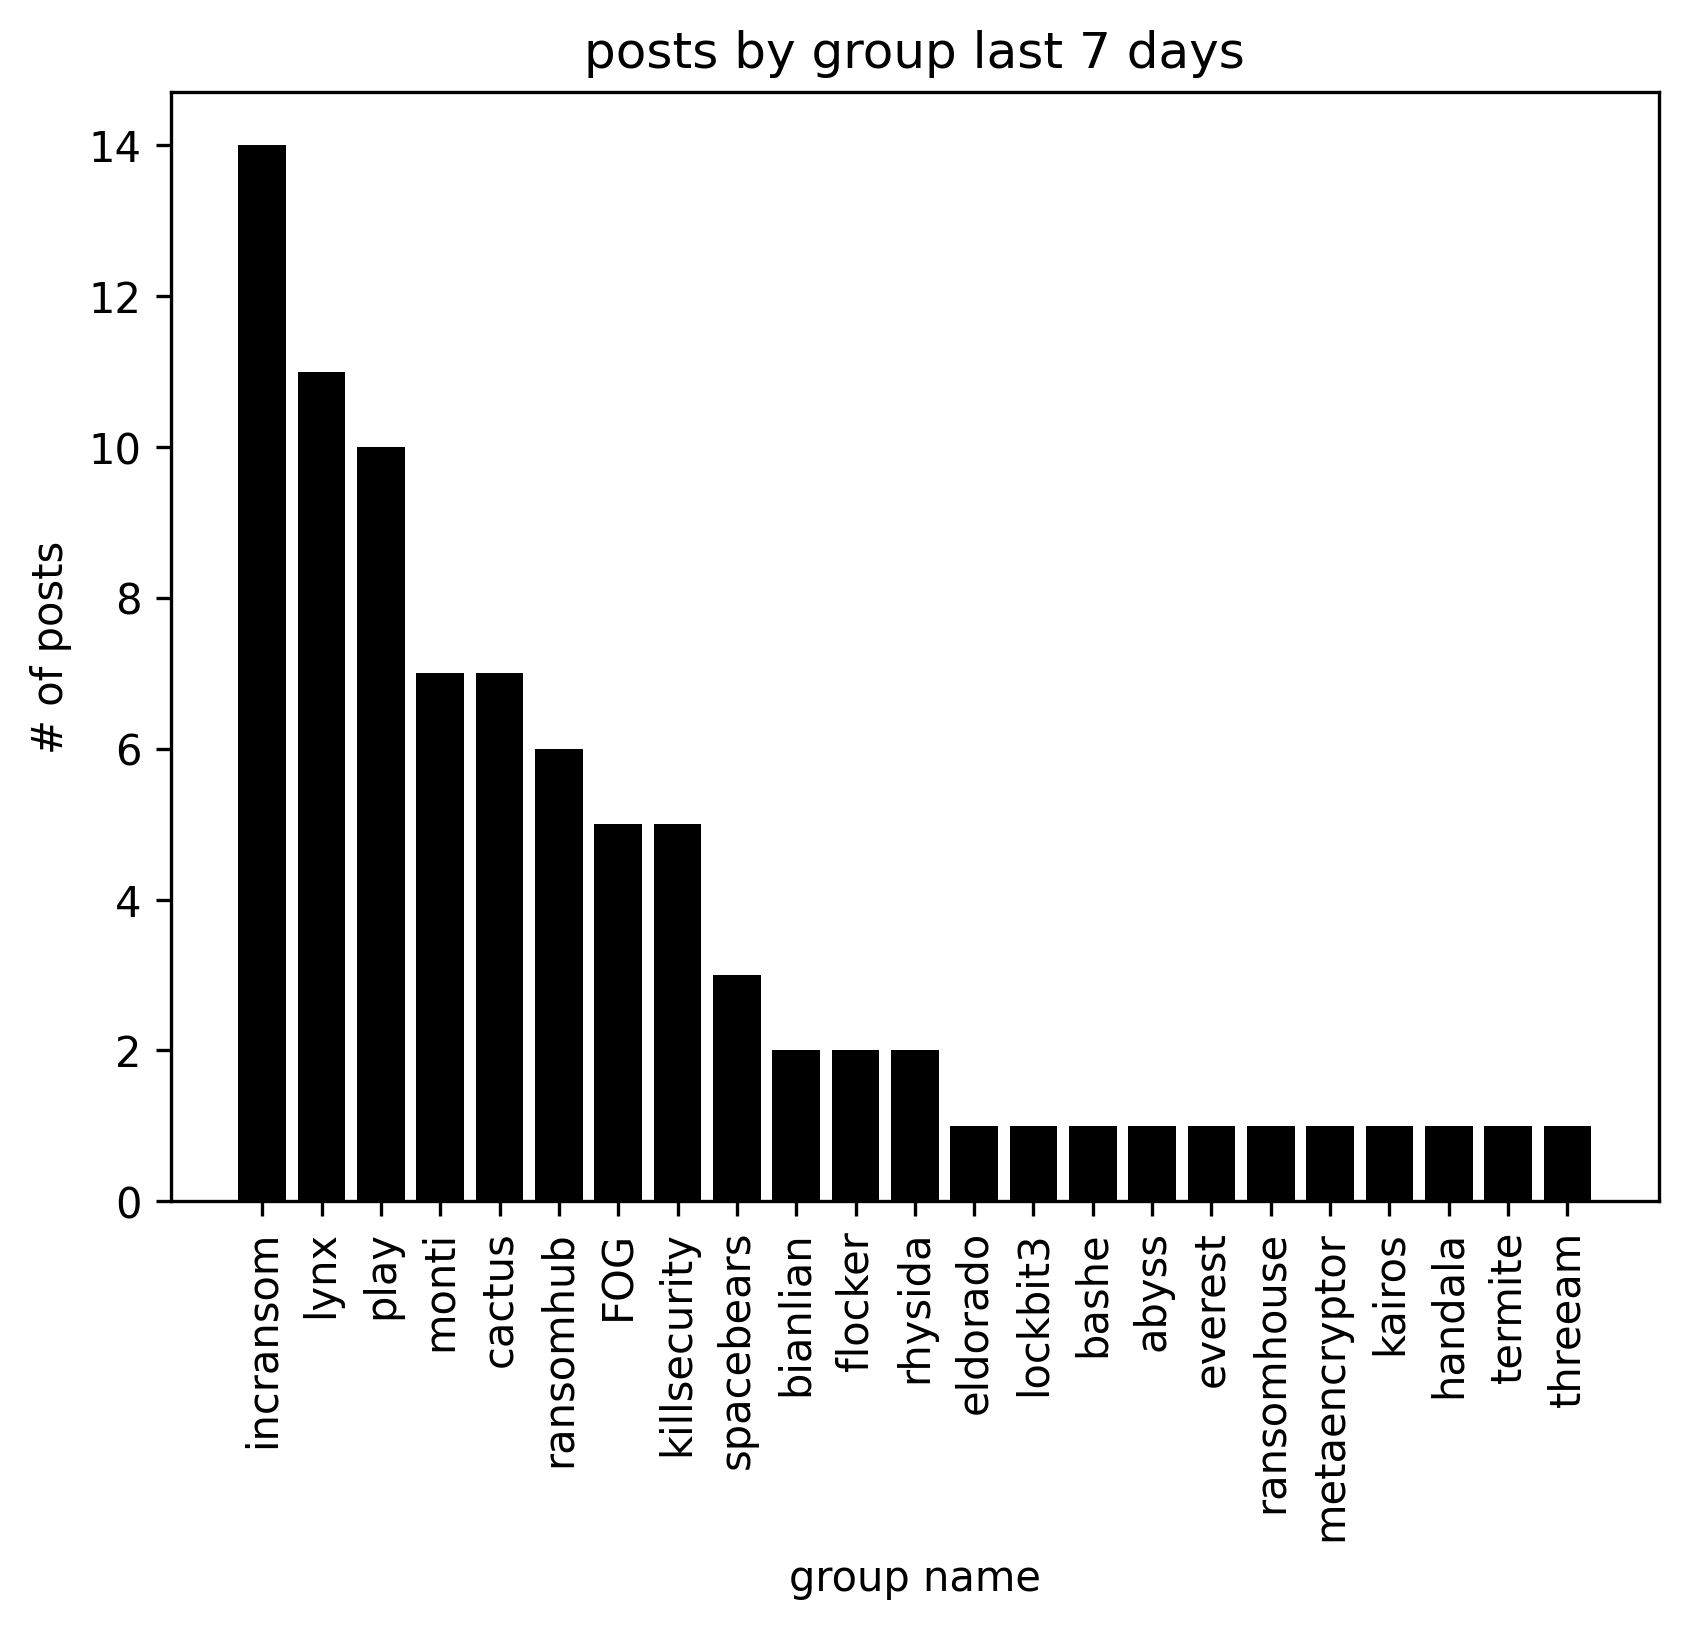 posts by group last 7 days
# of posts
14
12
10
8
6
4
2
0
incransom
lynx
play
monti
cactus
ransomhub
FOG
killsecurity
spacebears
bianlian
flocker
rhysida
eldorado
lockbit3
bashe
abyss
everest
ransomhouse
metaencryptor
kairos
handala
termite
threeam
group name